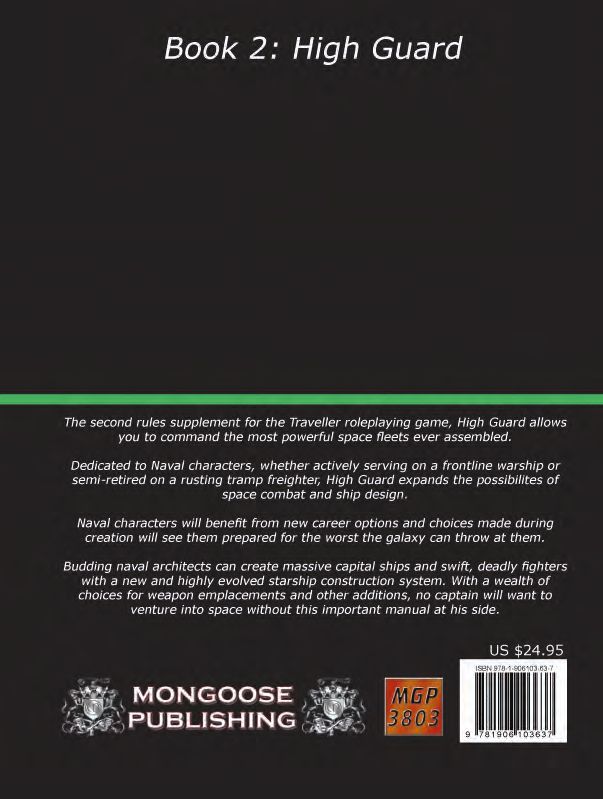 Book 2: High Guard
The second rules supplement for the Traveller roleplaying game, High Guard allows
you to command the most powerful space fleets ever assembled.
Dedicated to Naval characters, whether actively serving on a frontline warship or
semi-retired on a rusting tramp freighter, High Guard expands the possibilites of
space combat and ship design.
Naval characters will benefit from new career options and choices made during
creation will see them prepared for the worst the galaxy can throw at them.
Budding naval architects can create massive capital ships and swift, deadly fighters
with a new and highly evolved starship construction system. With a wealth of
choices for weapon emplacements and other additions, no captain will want to
venture into space without this important manual at his side.
US $24.95
ISBN 978-1-906103-63-7
MONGOOSE
PUBLISHING
MGP
3803
9 781906 103637